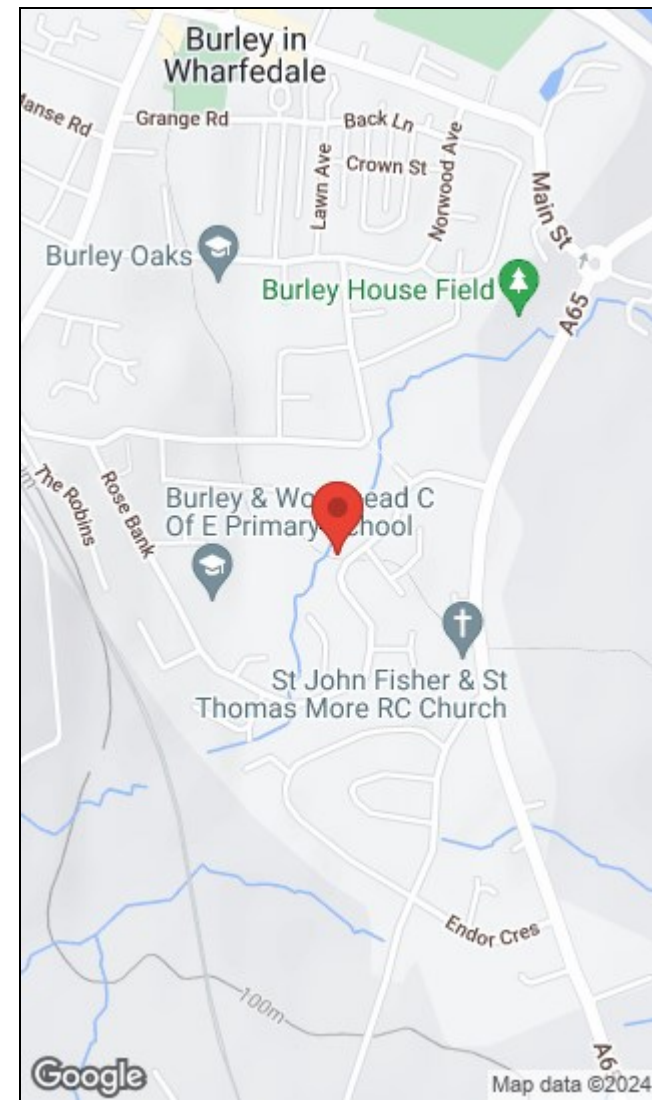 Burley in
Wharfedale
Manse Rd
Grange Rd
Back Ln
Crown St
Lawn Ave
Norwood Ave
Main St
Burley Oaks
Burley House Field
A65
The Robins
Rose Bank
Burley &
Of E Primary
St John Fisher & St
Thomas More RC Church
Endor Cres
100m
Google
Map data ©2024